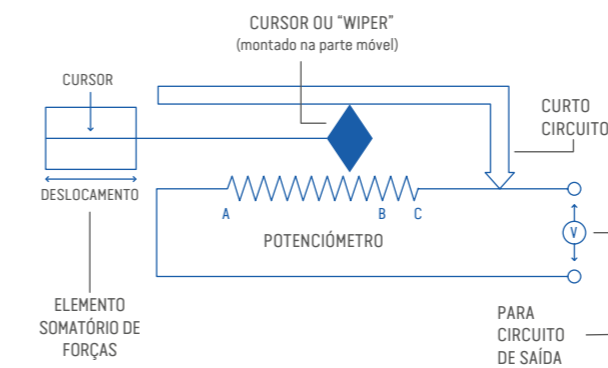 CURSOR OU “WIPER”
(montado na parte móvel)
CURSOR
CURTO
CIRCUITO
DESLOCAMENTO
A
B
C
V
POTENCIÓMETRO
ELEMENTO
SOMATÓRIO DE
FORÇAS
PARA
CIRCUITO
DE SAÍDA